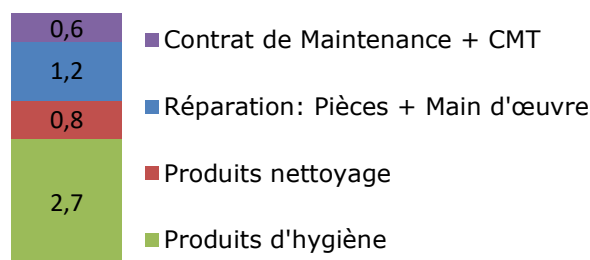 0,6
Contrat de Maintenance + CMT
1,2
Réparation: Pièces + Main d'œuvre
0,8
Produits nettoyage
2,7
Produits d'hygiène